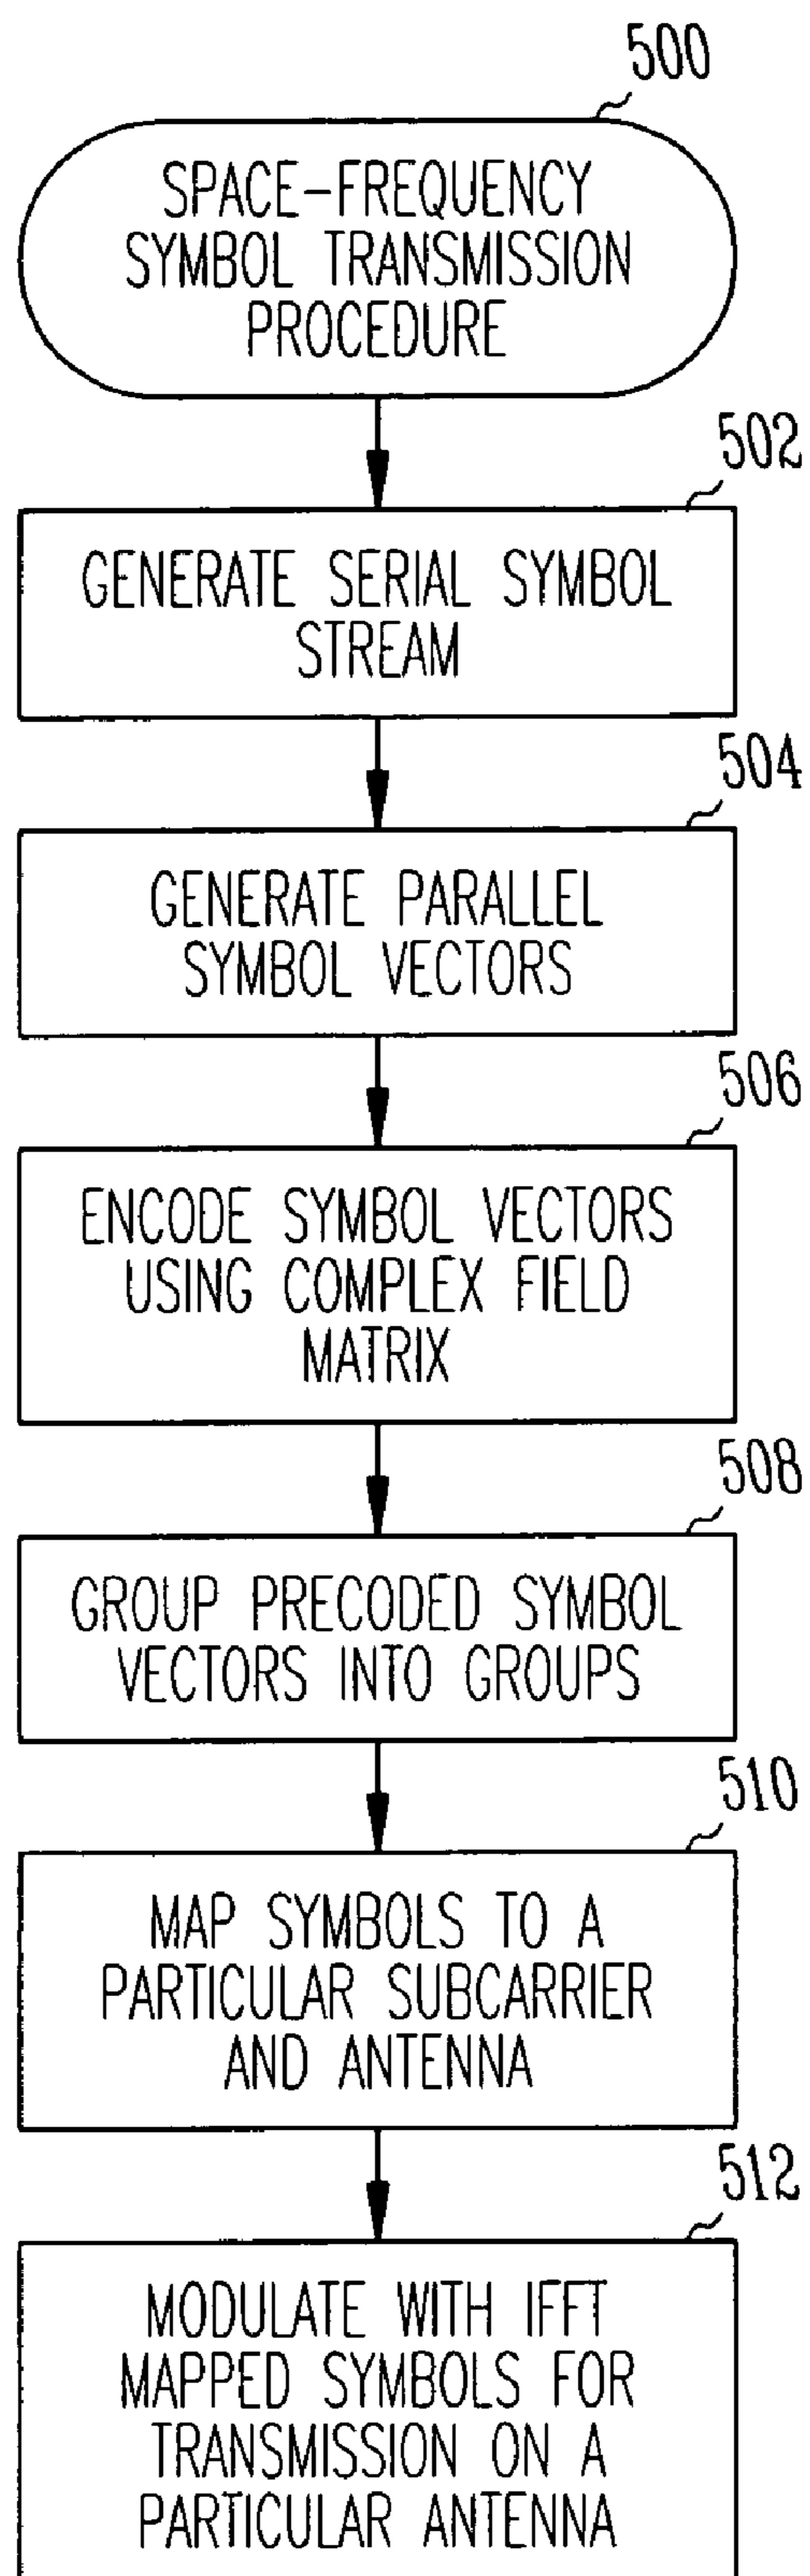 500
SPACE-FREQUENCY
SYMBOL TRANSMISSION
PROCEDURE
502
GENERATE SERIAL SYMBOL
STREAM
504
GENERATE PARALLEL
SYMBOL VECTORS
506
ENCODE SYMBOL VECTORS
USING COMPLEX FIELD
MATRIX
508
GROUP PRECODED SYMBOL
VECTORS INTO GROUPS
510
MAP SYMBOLS TO A
PARTICULAR SUBCARRIER
AND ANTENNA
512
MODULATE WITH IFFT
MAPPED SYMBOLS FOR
TRANSMISSION ON A
PARTICULAR ANTENNA